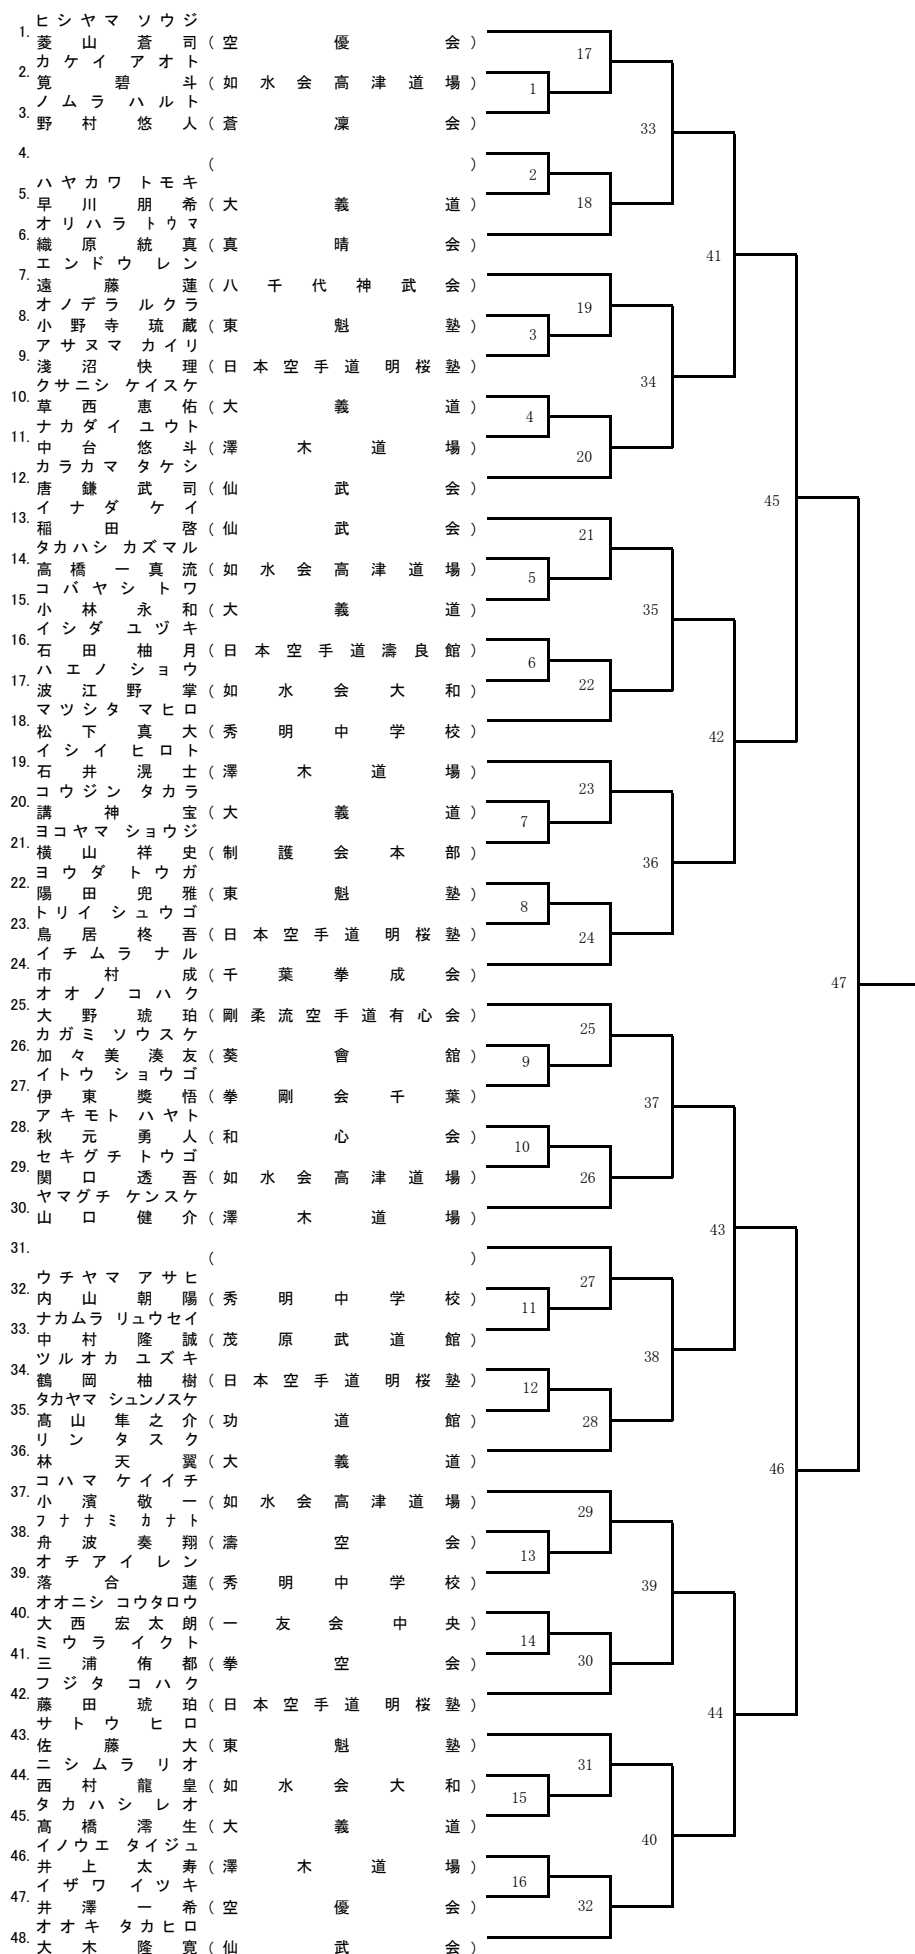 ヒシヤマ ソウジ
1. 菱山蒼司(空優会)
カケイ アオト
2. 筧碧斗(如水会高津道場)
ノムラ ハルト
3. 野村悠人(蒼凜会)
4. ( )
ハヤカワ トモキ
5. 早川朋希(大義道)
オリハラ トウマ
6. 織原統真(真晴会)
エンドウ レン
7. 遠藤蓮(八千代神武会)
オノデラ ルクラ
8. 小野寺琉蔵(東魁塾)
アサヌマ カイリ
9. 淺沼快理(日本空手道明桜塾)
クサニシ ケイスケ
10. 草西恵佑(大義道)
ナカダイ ユウト
11. 中台悠斗(澤木道場)
カラカマ タケシ
12. 唐鎌武司(仙武会)
イナダ ケイ
13. 稲田啓(仙武会)
タカハシ カズマル
14. 高橋一真流(如水会高津道場)
コバヤシ トワ
15. 小林永和(大義道)
イシダ ユヅキ
16. 石田柚月(日本空手道濤良館)
ハエノ ショウ
17. 波江野掌(如水会大和)
マツシタ マヒロ
18. 松下真大(秀明中学校)
イシイ ヒロト
19. 石井滉士(澤木道場)
コウジン タカラ
20. 講神宝(大義道)
ヨコヤマ ショウジ
21. 横山祥史(制護会本部)
ヨウダ トウガ
22. 陽田兜雅(東魁塾)
トリイ シュウゴ
23. 鳥居柊吾(日本空手道明桜塾)
イチムラ ナル
24. 市村成(千葉拳成会)
オオノ コハク
25. 大野琥珀(剛柔流空手道有心会)
カガミ ソウスケ
26. 加々美湊友(葵會舘)
イトウ ショウゴ
27. 伊東奬悟(拳剛会千葉)
アキモト ハヤト
28. 秋元勇人(和心会)
セキグチ トウゴ
29. 関口透吾(如水会高津道場)
ヤマグチ ケンスケ
30. 山口健介(澤木道場)
31. ( )
ウチヤマ アサヒ
32. 内山朝陽(秀明中学校)
ナカムラ リュウセイ
33. 中村隆誠(茂原武道館)
ツルオカ ユズキ
34. 鶴岡柚樹(日本空手道明桜塾)
タカヤマ シュンノスケ
35. 髙山隼之介(功道館)
リン タスク
36. 林天翼(大義道)
コハマ ケイイチ
37. 小濱敬一(如水会高津道場)
フナナミ カナト
38. 舟波奏翔(濤空会)
オチアイ レン
39. 落合蓮(秀明中学校)
オオニシ コウタロウ
40. 大西宏太朗(一友会中央)
ミウラ イクト
41. 三浦侑都(拳空会)
フジタ コハク
42. 藤田琥珀(日本空手道明桜塾)
サトウ ヒロ
43. 佐藤大(東魁塾)
ニシムラ リオ
44. 西村龍皇(如水会大和)
タカハシ レオ
45. 髙橋澪生(大義道)
イノウエ タイジュ
46. 井上太寿(澤木道場)
イザワ イツキ
47. 井澤一希(空優会)
オオキ タカヒロ
48. 大木隆寛(仙武会)
1
2
3
4
5
6
7
8
9
10
11
12
13
14
15
16
17
18
19
20
21
22
23
24
25
26
27
28
29
30
31
32
33
34
35
36
37
38
39
40
41
42
43
44
45
46
47